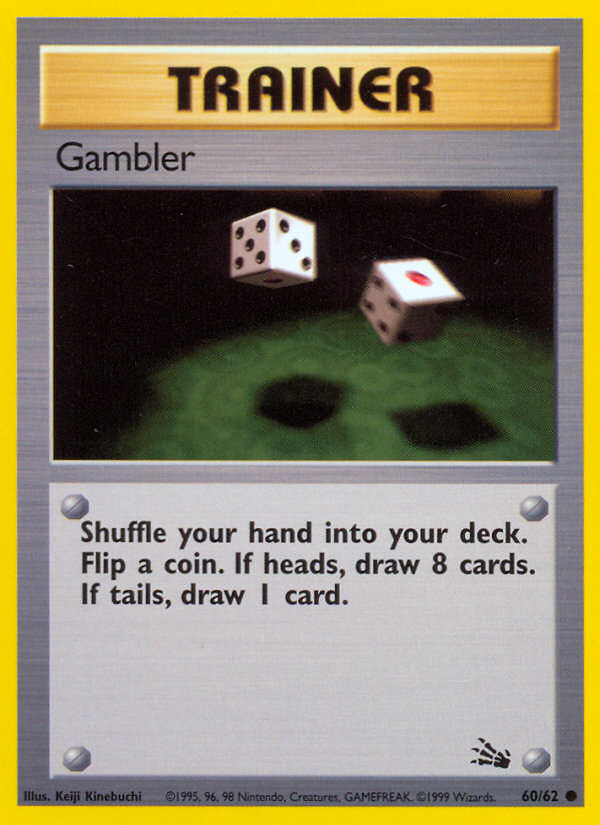 TRAINER
Gambler
Shuffle your hand into your deck.
Flip a coin. If heads, draw 8 cards.
If tails, draw 1 card.
Illus. Keiji Kinebuchi ©1995, 96, 98 Nintendo, Creatures, GAMEFREAK. ©1999 Wizards. 60/62